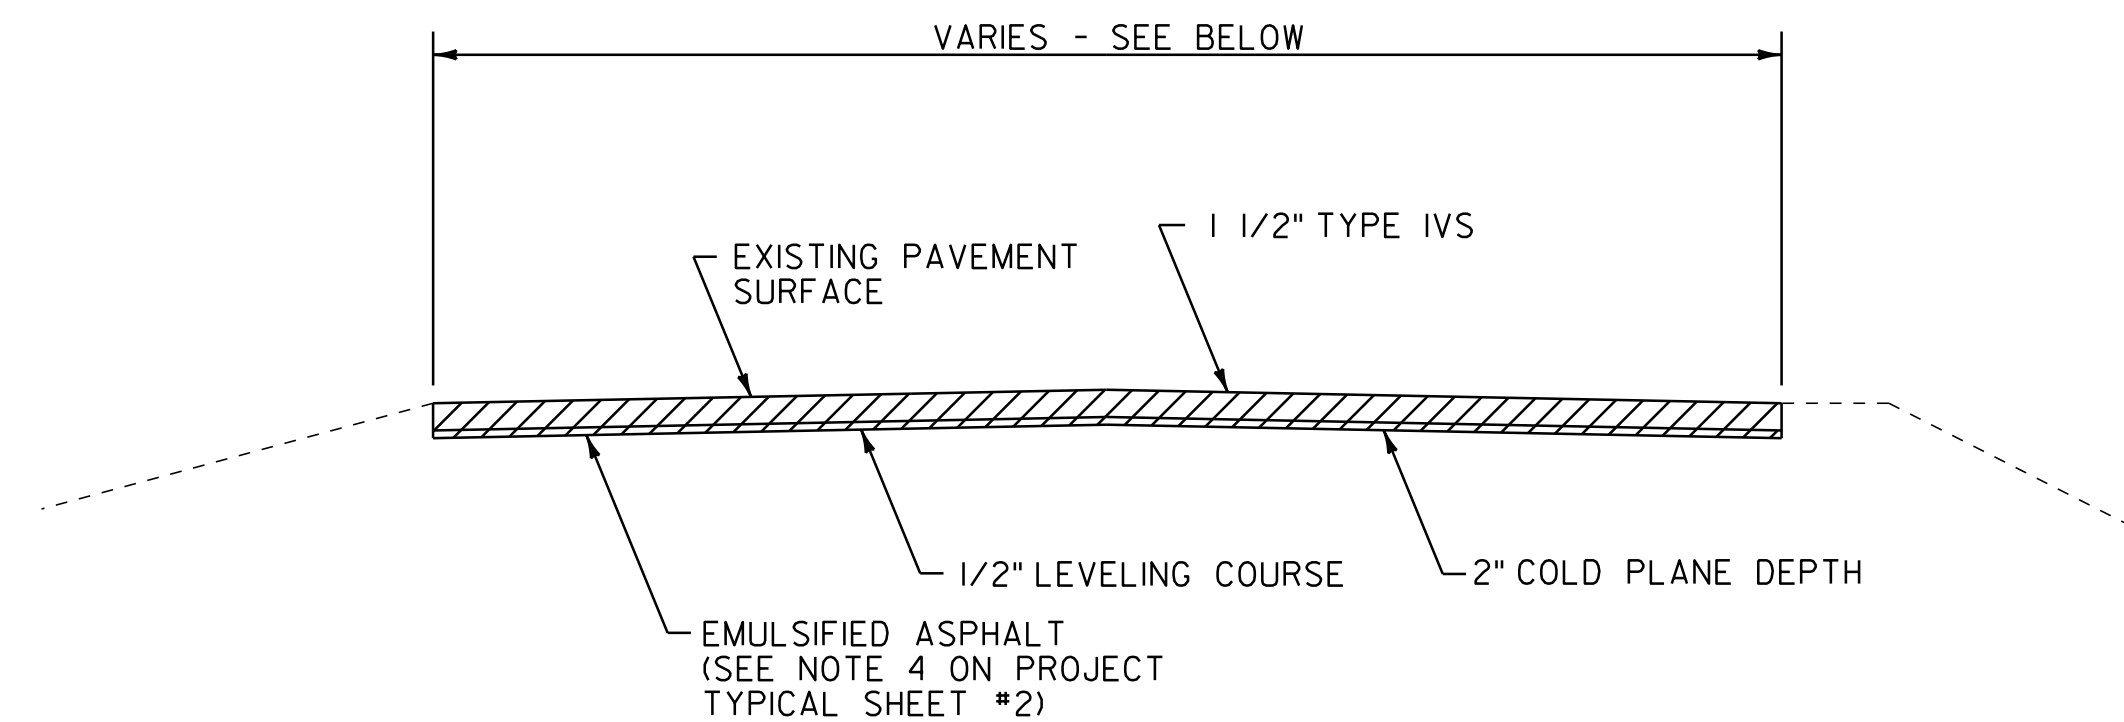 VARIES - SEE BELOW
1 1/2" TYPE IVS
EXISTING PAVEMENT
SURFACE
1/2" LEVELING COURSE
2" COLD PLANE DEPTH
EMULSIFIED ASPHALT
(SEE NOTE 4 ON PROJECT
TYPICAL SHEET #2)